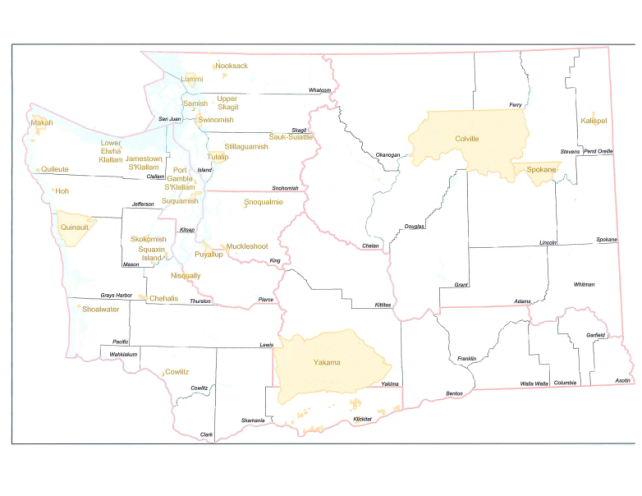 Nooksack
Lummi
Whatcom
Samish
Upper
Skagit
San Juan
Swinomish
Ferry
Kalispel
Makah
Skagit
Sauk-Suiattle
Colville
Lower
Elwha
Klallam
Jamestown
S'Klallam
Stillaguamish
Tulalip
Okanogan
Stevens
Pend Oreille
Quileute
Clallam
Port
Gamble
S'Klallam
Island
Spokane
Hoh
Snohomish
Suquamish
Snoqualmie
Jefferson
Quinault
Kitsap
Douglas
Skokomish
Squaxin
Island
Muckleshoot
Puyallup
King
Chelan
Lincoln
Spokane
Mason
Nisqually
Grant
Whitman
Grays Harbor
Chehalis
Thurston
Pierce
Kittitas
Adams
Shoalwater
Garfield
Pacific
Lewis
Wahkiakum
Yakama
Franklin
Cowlitz
Cowlitz
Yakima
Benton
Walla Walla
Columbia
Asotin
Skamania
Klickitat
Clark